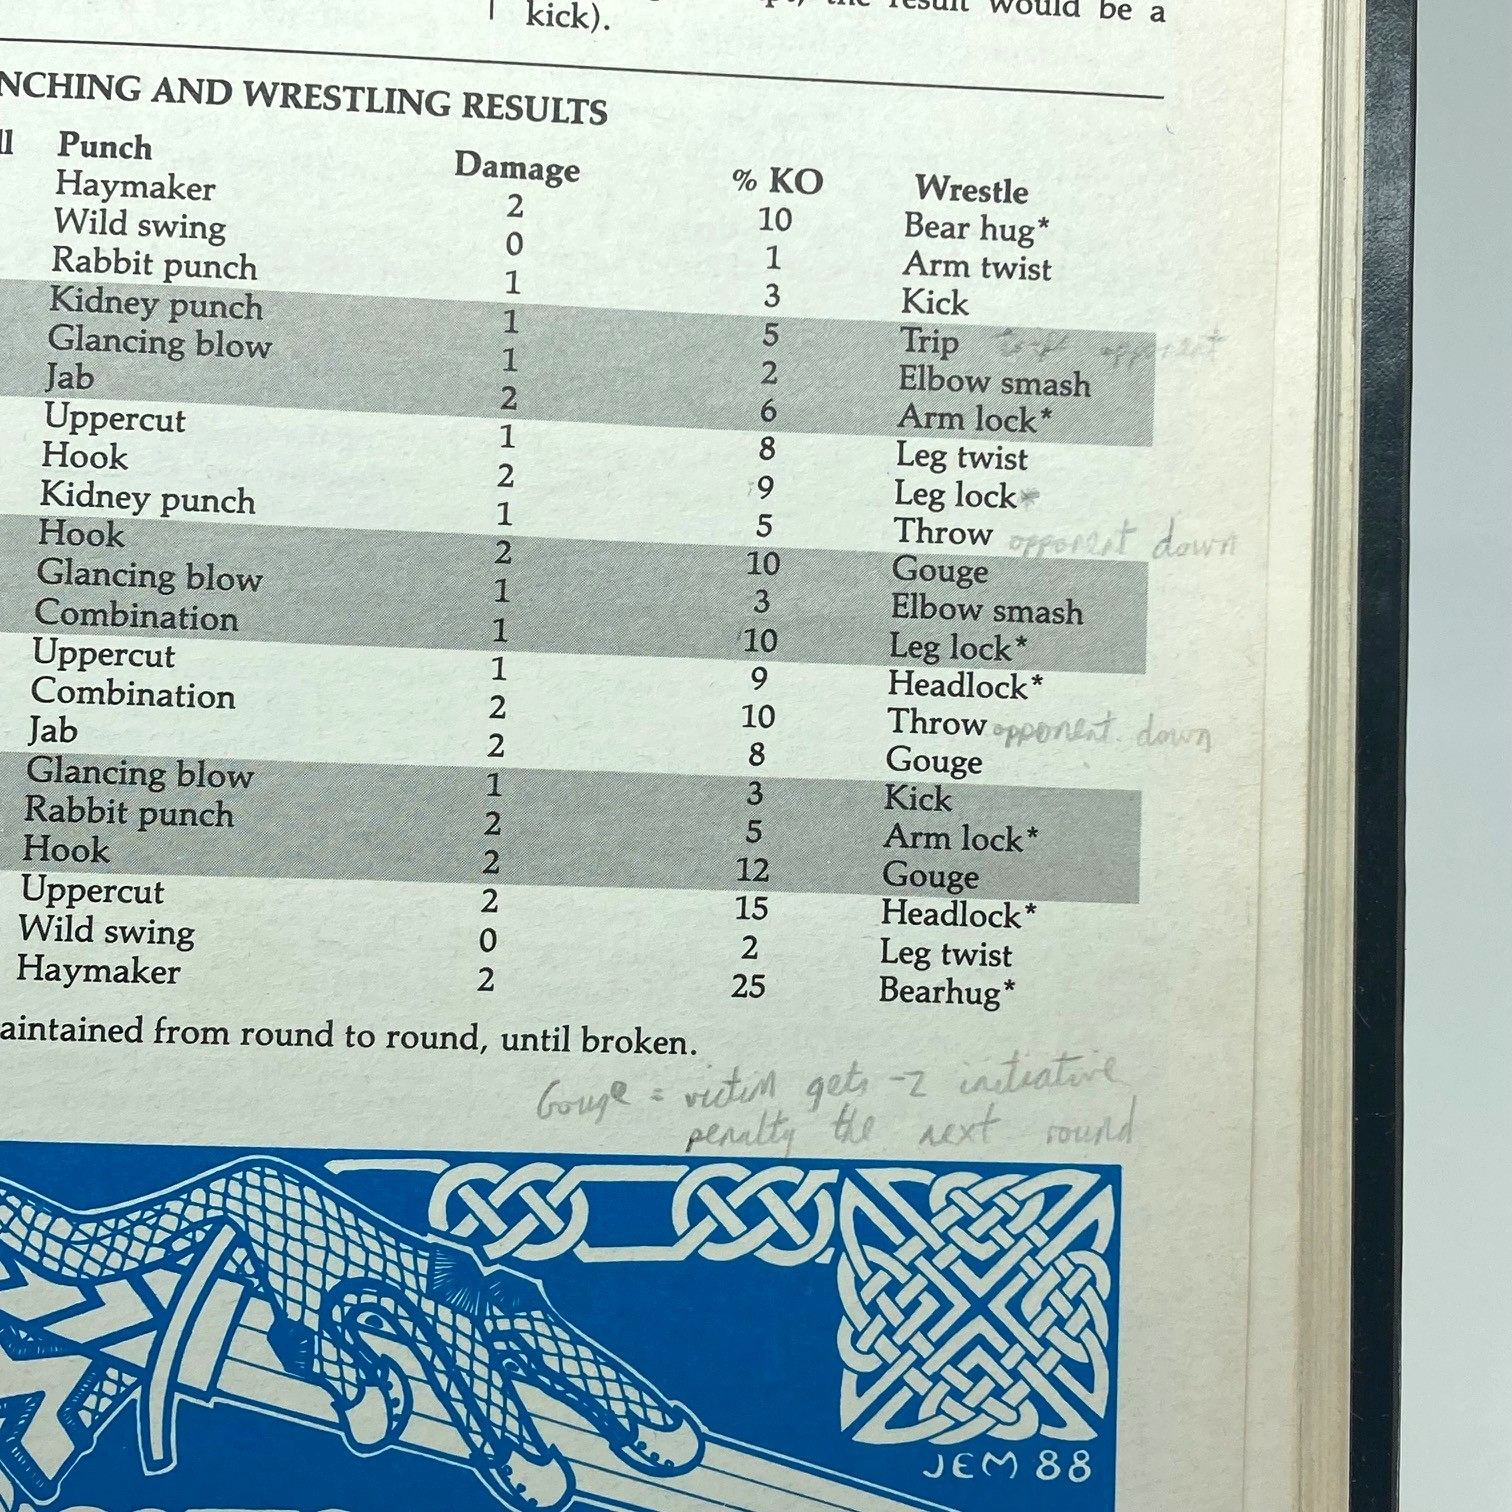 the result would be a
kick).
NCHING AND WRESTLING RESULTS
ll Punch Damage % KO Wrestle
Haymaker 2 10 Bear hug*
Wild swing 0 1 Arm twist
Rabbit punch 1 3 Kick
Kidney punch 1 5 Trip opponent
Glancing blow 1 2 Elbow smash
Jab 2 6 Arm lock*
Uppercut 1 8 Leg twist
Hook 2 9 Leg lock*
Kidney punch 1 5 Throw opponent down
Hook 2 10 Gouge
Glancing blow 1 3 Elbow smash
Combination 1 10 Leg lock*
Uppercut 1 9 Headlock*
Combination 2 10 Throw opponent down
Jab 2 8 Gouge
Glancing blow 1 3 Kick
Rabbit punch 2 5 Arm lock*
Hook 2 12 Gouge
Uppercut 2 15 Headlock*
Wild swing 0 2 Leg twist
Haymaker 2 25 Bearhug*
aintained from round to round, until broken.
Gouge = victim gets -2 initiative
penalty the next round
JEM 88